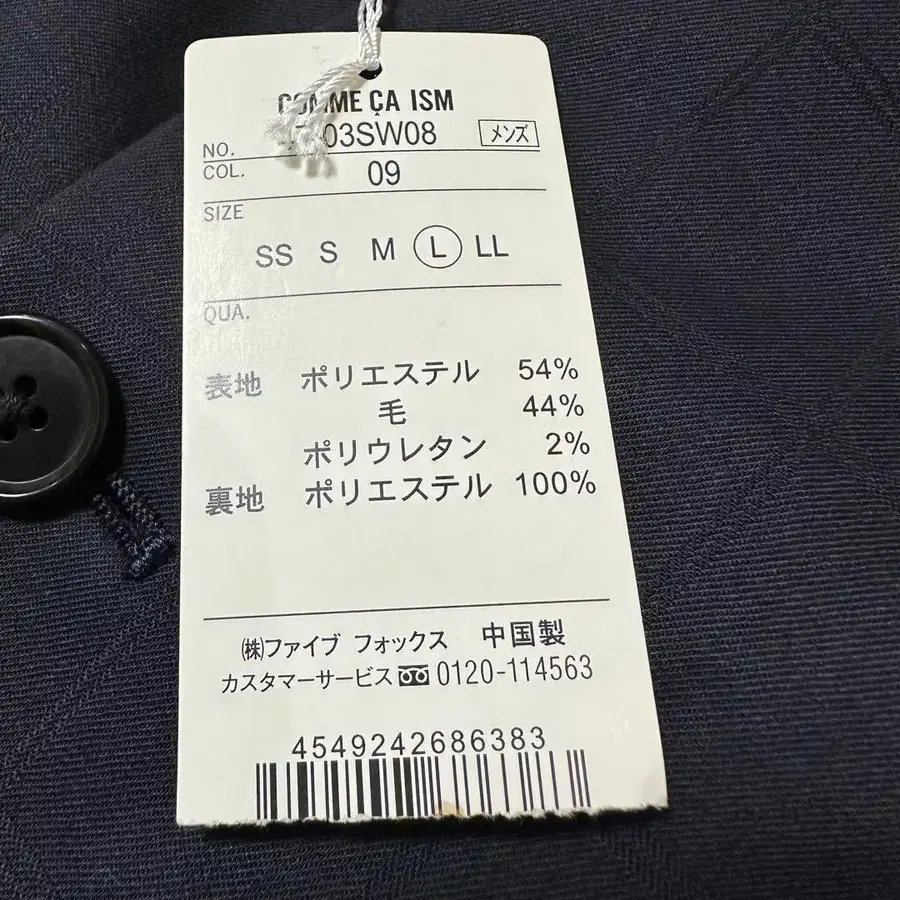 COMME ÇA ISM
NO. 03SW08 メンズ
COL. 09
SIZE
SS S M L LL
QUA.
表地 ポリエステル 54%
毛 44%
ポリウレタン 2%
裏地 ポリエステル 100%
㈱ファイブ フォックス 中国製
カスタマーサービス 0120-114563
4549242686383